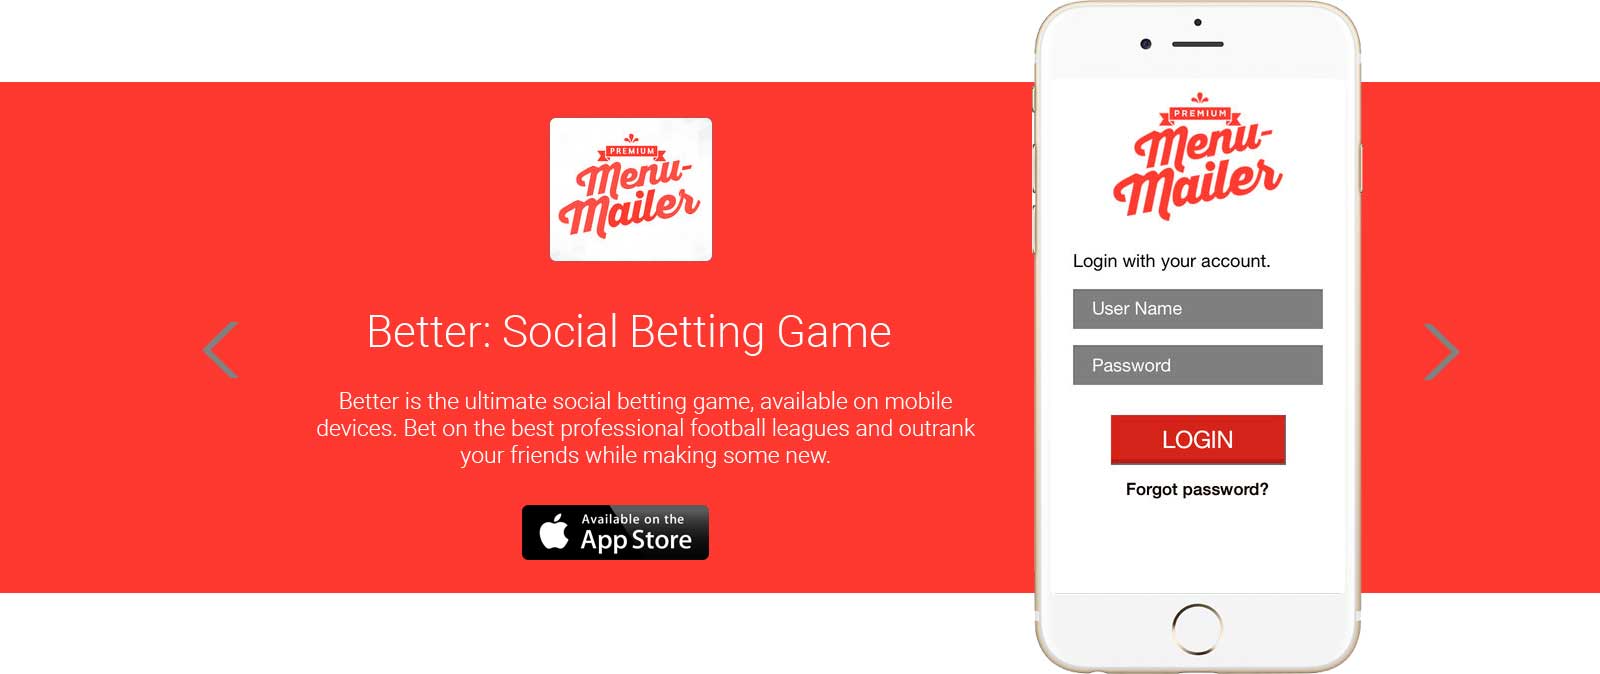 PREMIUM
Menu-
Mailer
Better: Social Betting Game
Better is the ultimate social betting game, available on mobile
devices. Bet on the best professional football leagues and outrank
your friends while making some new.
Available on the
App Store
PREMIUM
Menu-
Mailer
Login with your account.
User Name
Password
LOGIN
Forgot password?